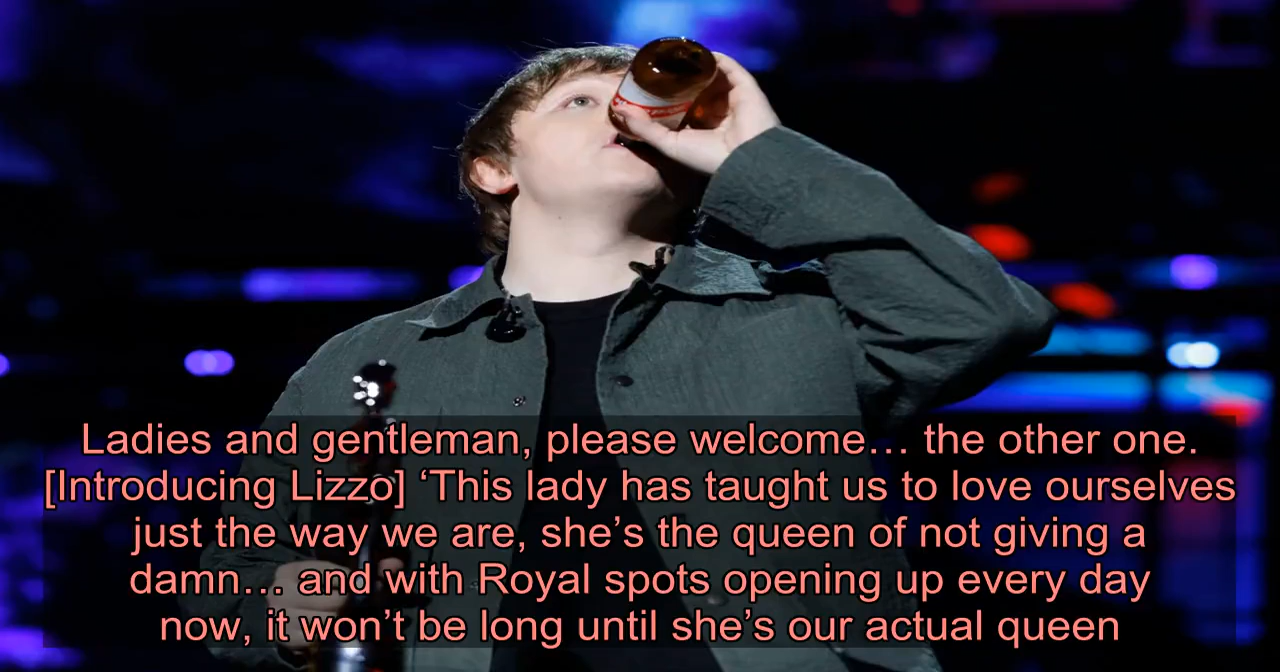 Ladies and gentleman, please welcome… the other one.
[Introducing Lizzo] ‘This lady has taught us to love ourselves
just the way we are, she’s the queen of not giving a
damn… and with Royal spots opening up every day
now, it won’t be long until she’s our actual queen